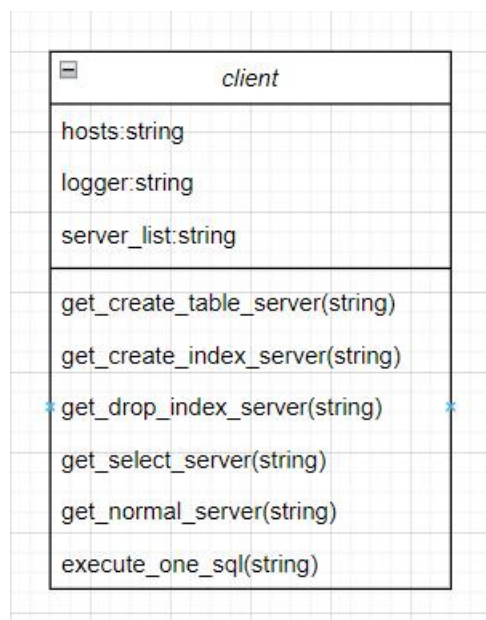 client
hosts:string
logger:string
server_list:string
get_create_table_server(string)
get_create_index_server(string)
get_drop_index_server(string)
get_select_server(string)
get_normal_server(string)
execute_one_sql(string)